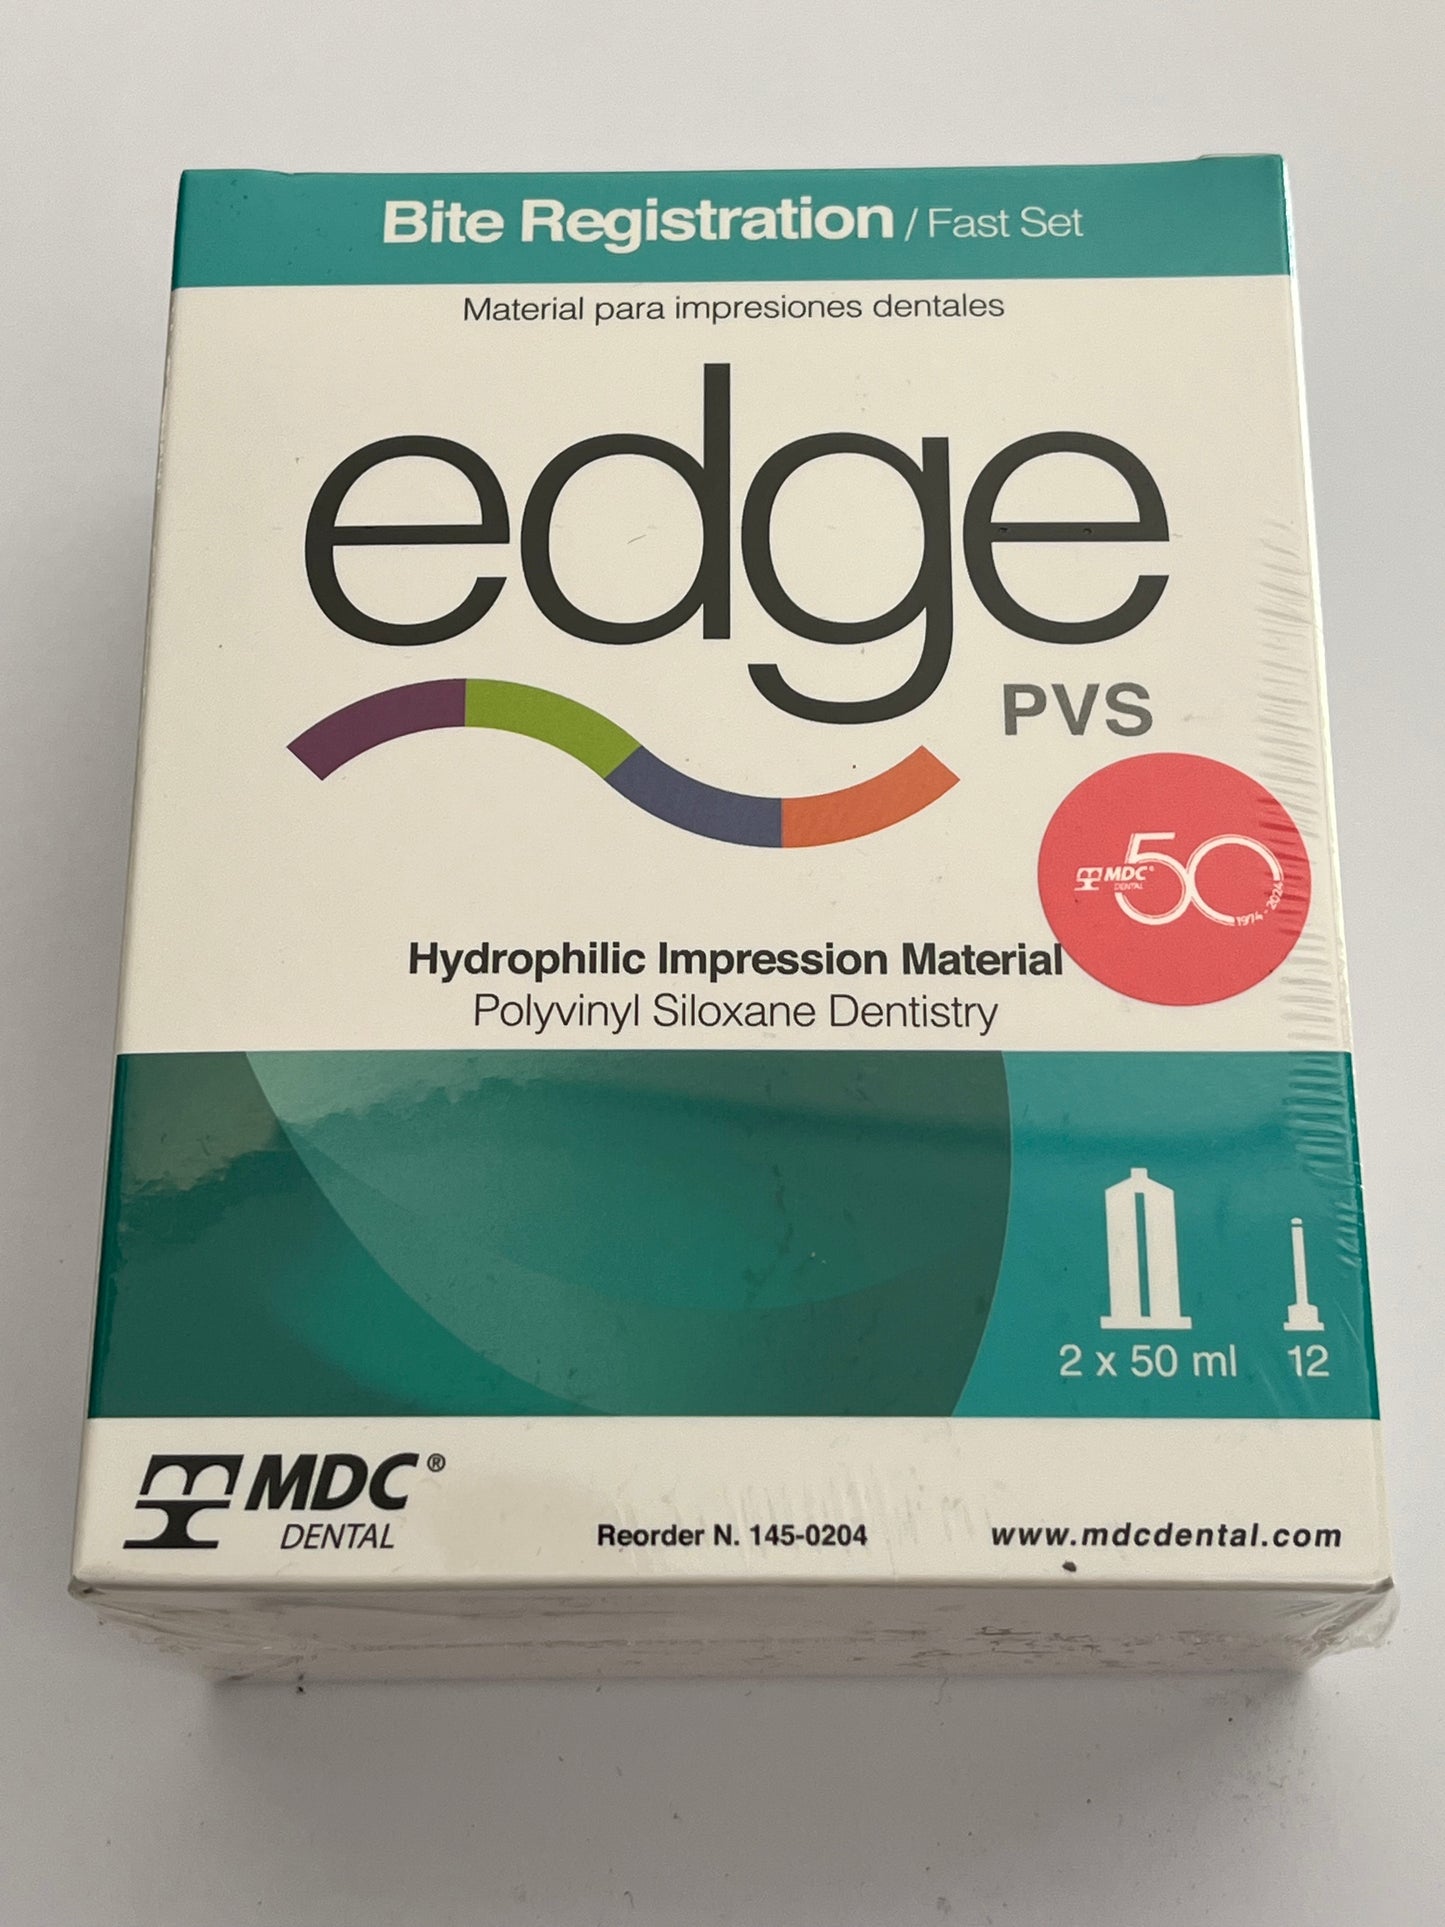 Bite Registration / Fast Set
Material para impresiones dentales
edge
PVS
MDC®
DENTAL
50
1974 - 2024
Hydrophilic Impression Material
Polyvinyl Siloxane Dentistry
2 x 50 ml 12
MDC®
DENTAL
Reorder N. 145-0204
www.mdcdental.com